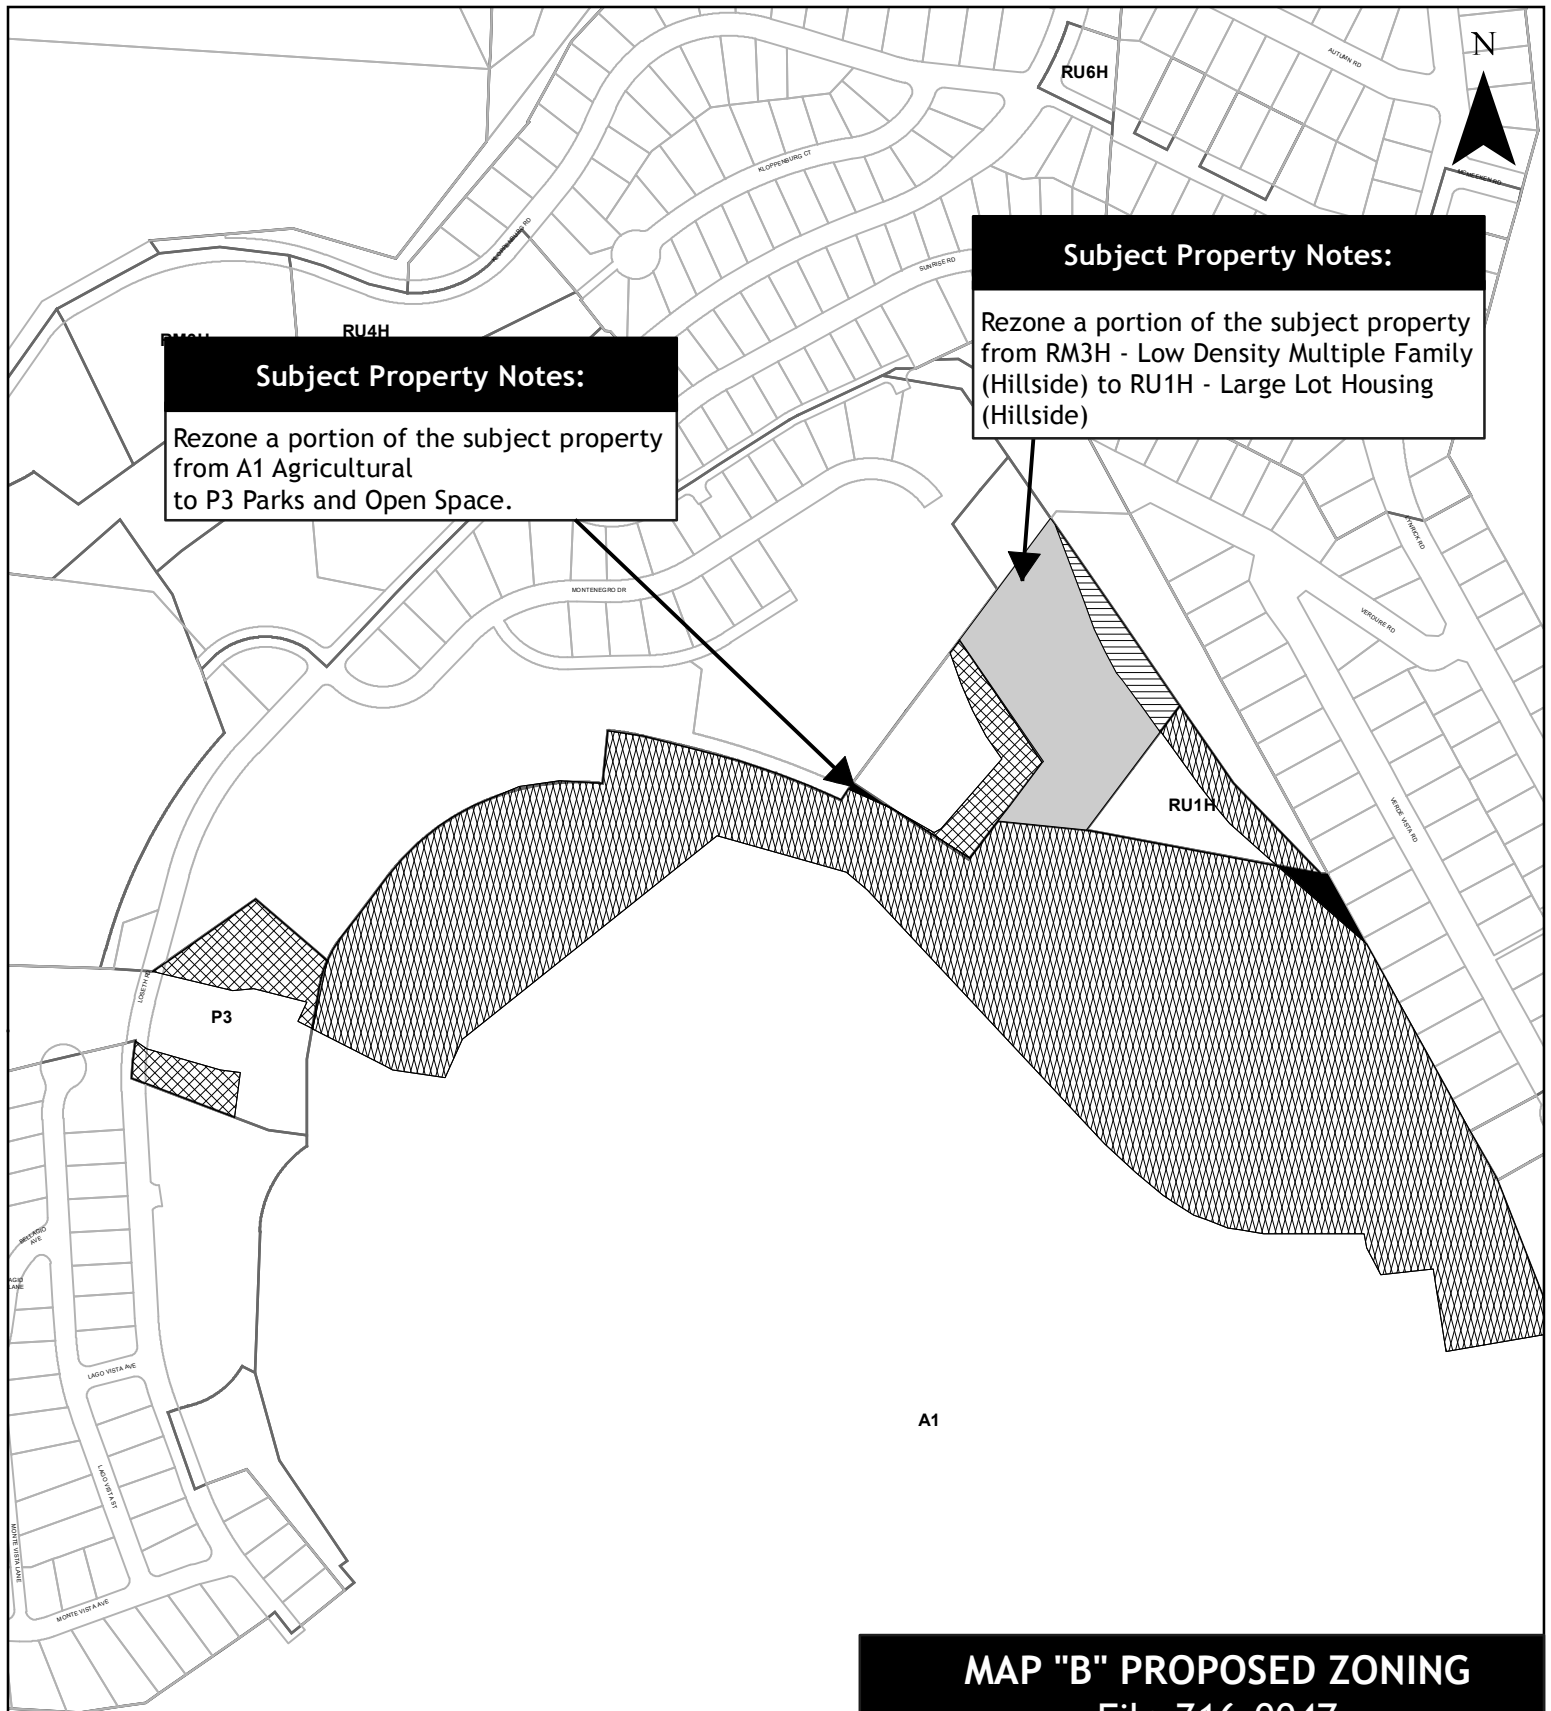 N
AUTUMN RD
RU6H
KLOPPENBURG CT
SUNRISE RD
RU4H
Subject Property Notes:
Rezone a portion of the subject property
from RM3H - Low Density Multiple Family
(Hillside) to RU1H - Large Lot Housing
(Hillside)
Subject Property Notes:
Rezone a portion of the subject property
from A1 Agricultural
to P3 Parks and Open Space.
MONTENEGRO DR
VERDURE RD
RU1H
VERDE VISTA RD
P3
BELLAGIO
AVE
LANE
LAGO VISTA AVE
A1
LAGO VISTA ST
MONTE VISTA LANE
MONTE VISTA AVE
MAP "B" PROPOSED ZONING